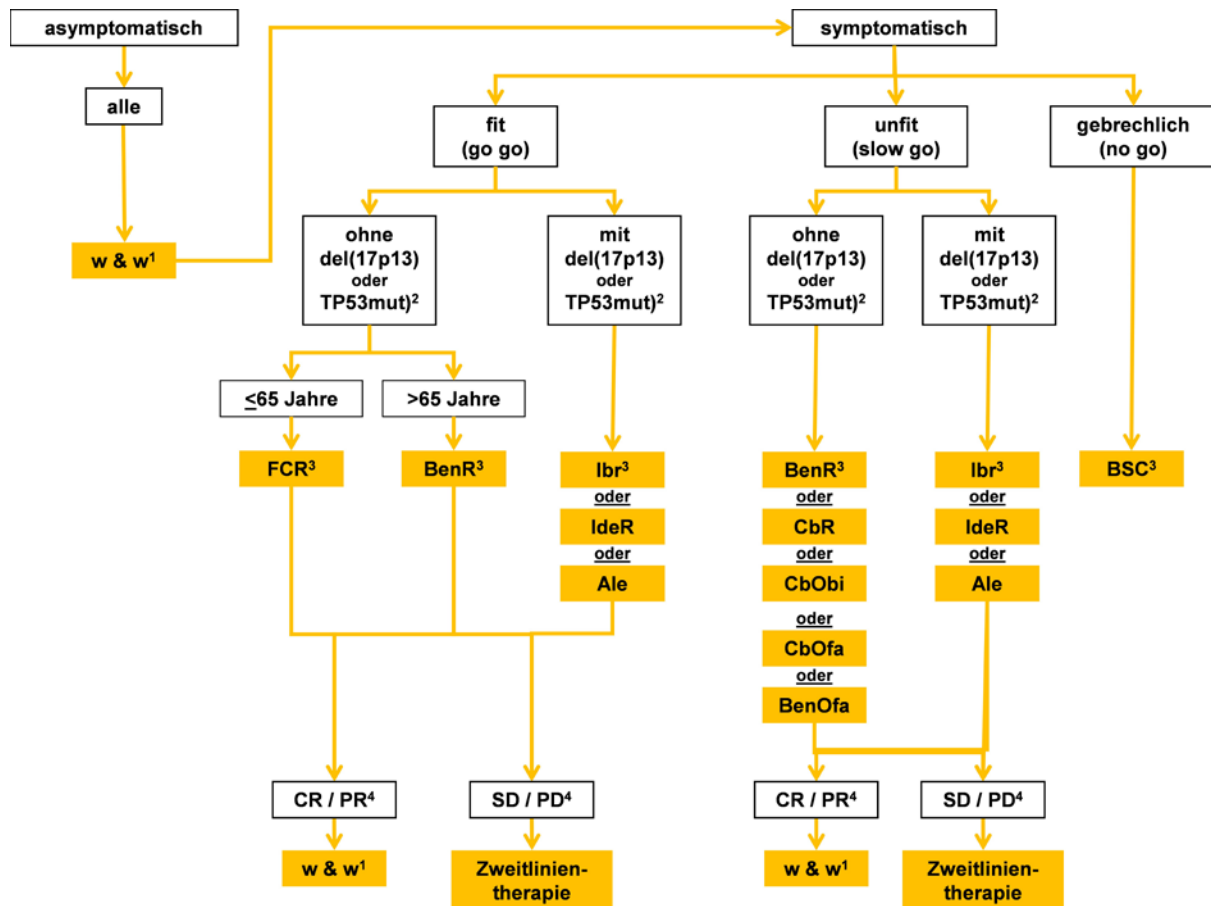 asymptomatisch
symptomatisch
alle
fit
(go go)
unfit
(slow go)
gebrechlich
(no go)
w & w¹
ohne
del(17p13)
oder
TP53mut)²
mit
del(17p13)
oder
TP53mut)²
ohne
del(17p13)
oder
TP53mut)²
mit
del(17p13)
oder
TP53mut)²
≤65 Jahre
>65 Jahre
FCR³
BenR³
Ibr³
oder
IdeR
oder
Ale
BenR³
oder
CbR
oder
CbObi
oder
CbOfa
oder
BenOfa
Ibr³
oder
IdeR
oder
Ale
BSC³
CR / PR⁴
SD / PD⁴
CR / PR⁴
SD / PD⁴
w & w¹
Zweitlinien-
therapie
w & w¹
Zweitlinien-
therapie